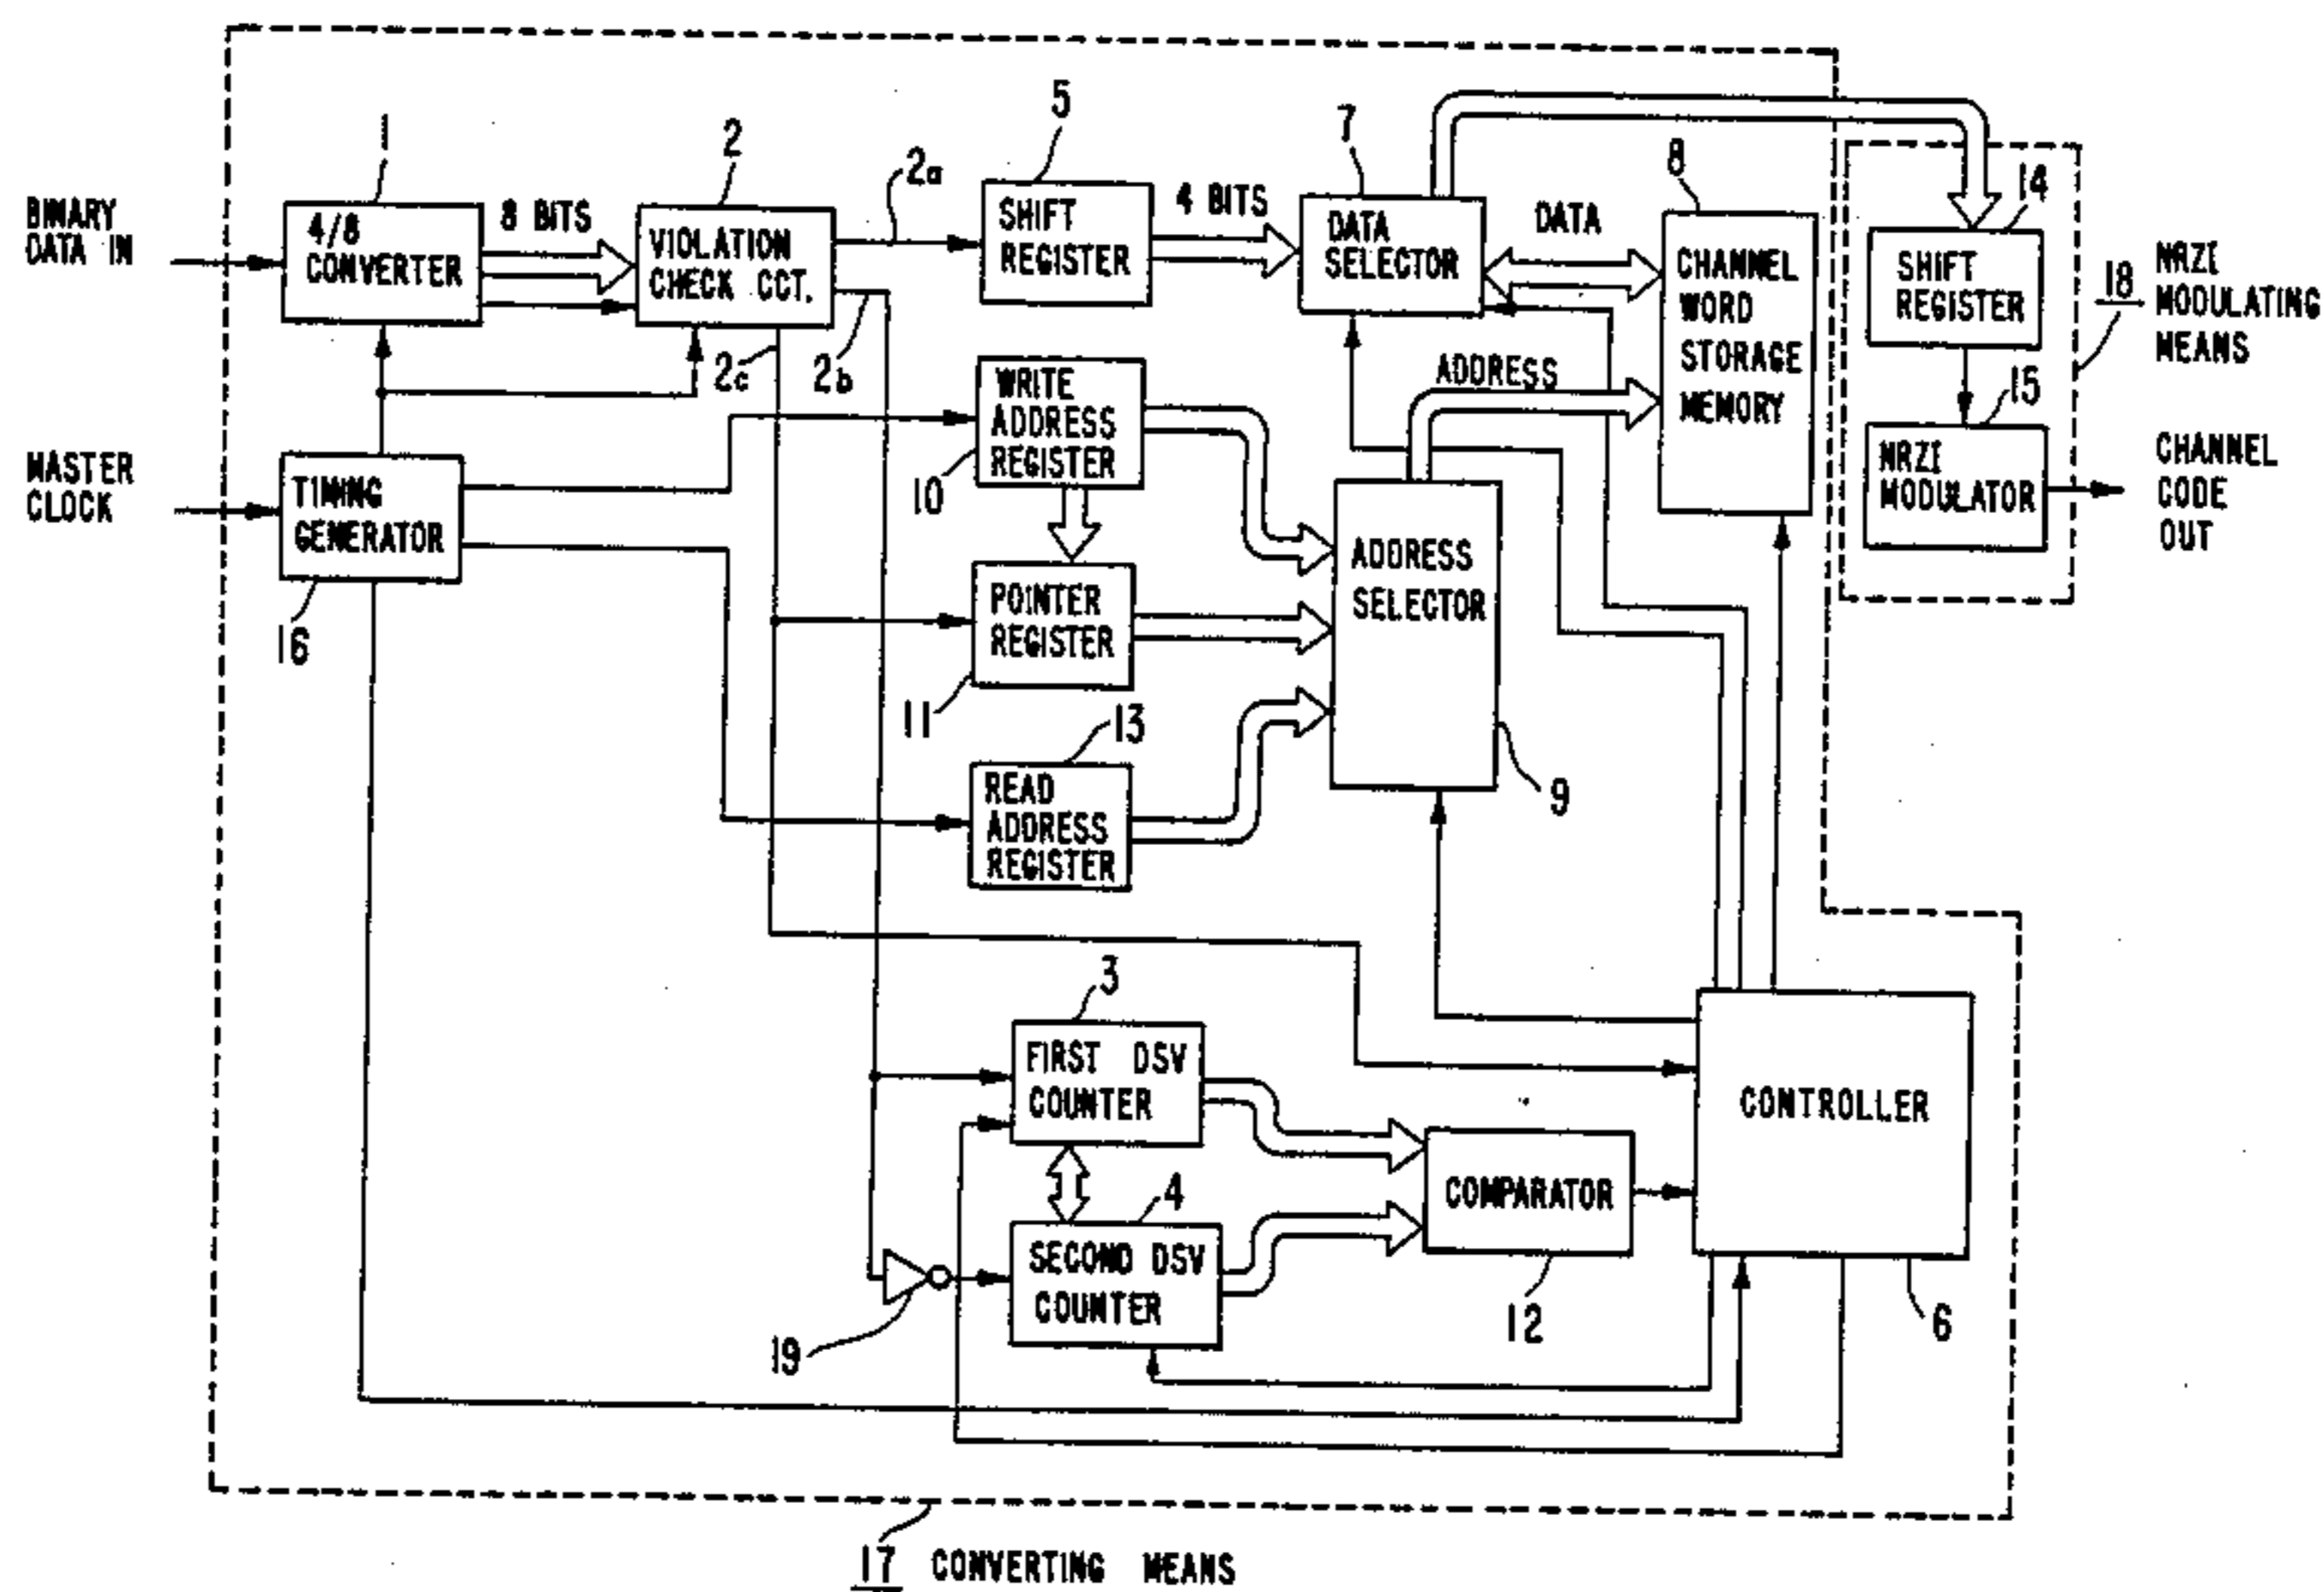 BINARY
DATA IN
1
4/8
CONVERTER
8 BITS
2
VIOLATION
CHECK CCT.
2a
2b
2c
5
SHIFT
REGISTER
4 BITS
7
DATA
SELECTOR
DATA
8
CHANNEL
WORD
STORAGE
MEMORY
ADDRESS
14
SHIFT
REGISTER
15
NRZI
MODULATOR
18 NRZI
MODULATING
MEANS
CHANNEL
CODE
OUT
MASTER
CLOCK
TIMING
GENERATOR
16
WRITE
ADDRESS
REGISTER
10
POINTER
REGISTER
11
13
READ
ADDRESS
REGISTER
ADDRESS
SELECTOR
9
3
FIRST DSV
COUNTER
4
SECOND DSV
COUNTER
19
COMPARATOR
12
CONTROLLER
6
17 CONVERTING MEANS